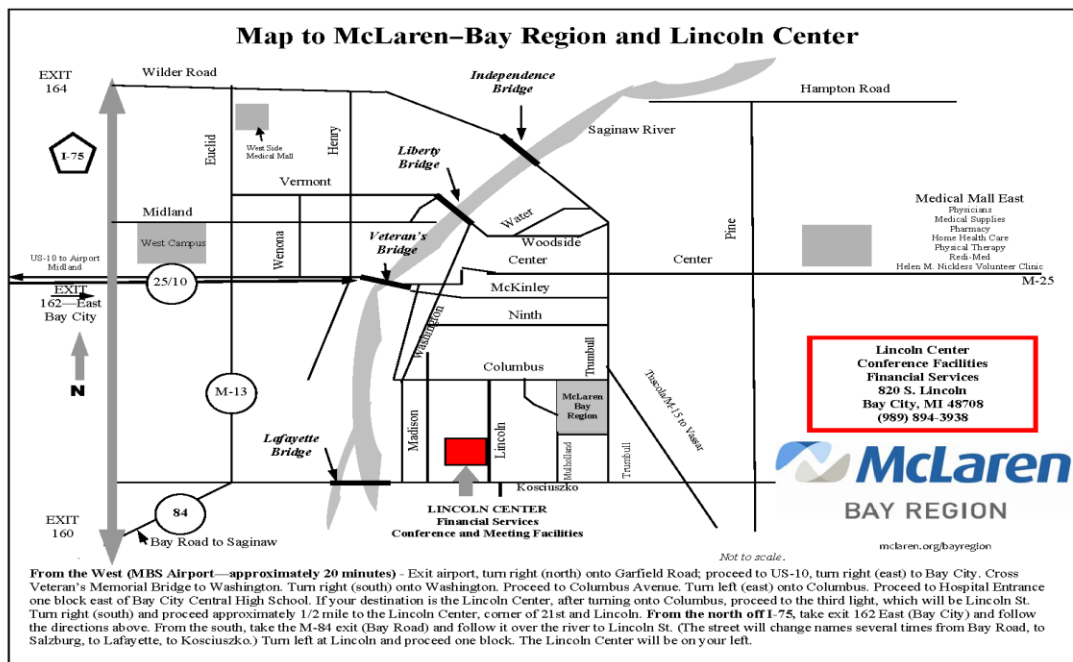 Map to McLaren–Bay Region and Lincoln Center
EXIT
164
Wilder Road
Independence
Bridge
Hampton Road
Saginaw River
I-75
Euclid
West Side
Medical Mall
Henry
Liberty
Bridge
Vermont
Midland
West Campus
Wenona
Veteran's
Bridge
Water
Woodside
Pine
Medical Mall East
Physicians
Medical Supplies
Pharmacy
Home Health Care
Physical Therapy
Redi-Med
Helen M. Nickless Volunteer Clinic
M-25
US-10 to Airport
Midland
25/10
EXIT
162—East
Bay City
Center
Center
McKinley
Ninth
Washington
Columbus
Trumbull
N
M-13
Madison
Lincoln
McLaren
Bay
Region
Mulholland
Trumbull
Tuscola/M-15 to Vassar
Lincoln Center
Conference Facilities
Financial Services
820 S. Lincoln
Bay City, MI 48708
(989) 894-3938
Lafayette
Bridge
Kosciuszko
McLaren
BAY REGION
84
EXIT
160
Bay Road to Saginaw
LINCOLN CENTER
Financial Services
Conference and Meeting Facilities
Not to scale.
mclaren.org/bayregion
From the West (MBS Airport—approximately 20 minutes) - Exit airport, turn right (north) onto Garfield Road; proceed to US-10, turn right (east) to Bay City. Cross
Veteran's Memorial Bridge to Washington. Turn right (south) onto Washington. Proceed to Columbus Avenue. Turn left (east) onto Columbus. Proceed to Hospital Entrance
one block east of Bay City Central High School. If your destination is the Lincoln Center, after turning onto Columbus, proceed to the third light, which will be Lincoln St.
Turn right (south) and proceed approximately 1/2 mile to the Lincoln Center, corner of 21st and Lincoln. From the north off I-75, take exit 162 East (Bay City) and follow
the directions above. From the south, take the M-84 exit (Bay Road) and follow it over the river to Lincoln St. (The street will change names several times from Bay Road, to
Salzburg, to Lafayette, to Kosciuszko.) Turn left at Lincoln and proceed one block. The Lincoln Center will be on your left.